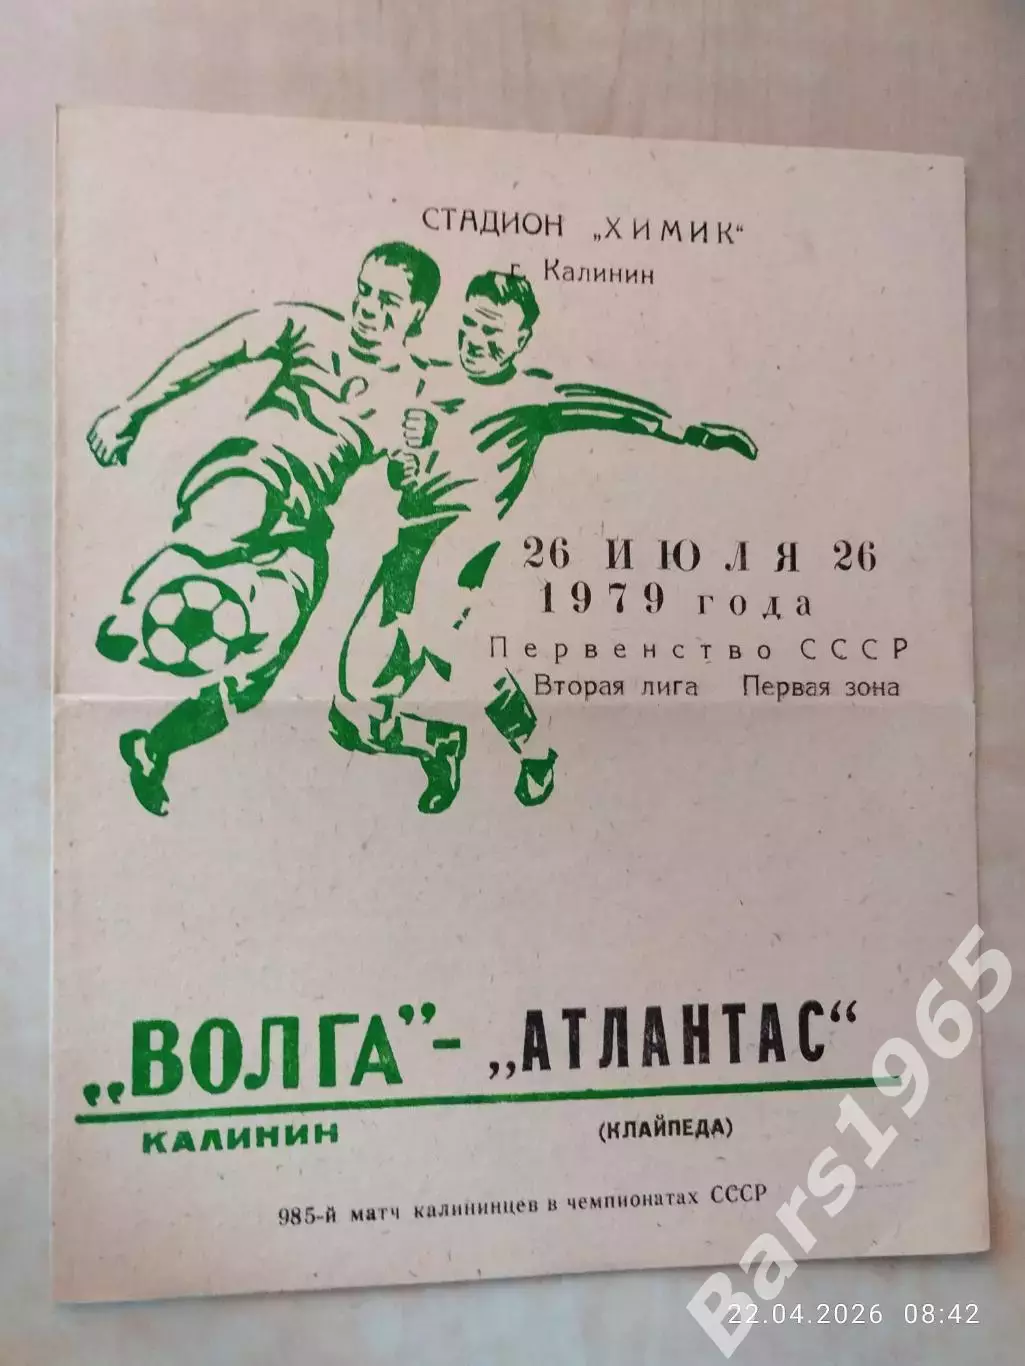 СТАДИОН „ХИМИК“
г. Калинин
26 ИЮЛЯ 26
1979 года
Первенство СССР
Вторая лига Первая зона
„ВОЛГА”- „АТЛАНТАС“
КАЛИНИН (КЛАЙПЕДА)
985-й матч калининцев в чемпионатах СССР
Bars1965
22.04.2026 08:42